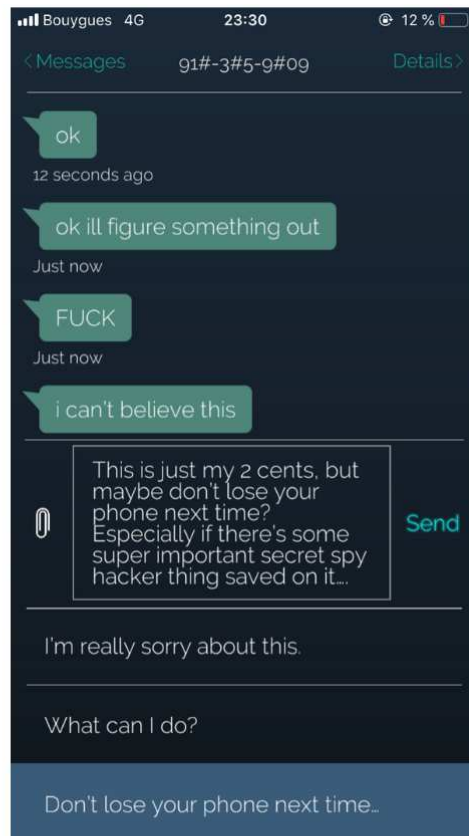 Bouygues 4G 23:30 12 %
<Messages 91#-3#5-9#09 Details>
ok
12 seconds ago
ok ill figure something out
Just now
FUCK
Just now
i can't believe this
This is just my 2 cents, but
maybe don't lose your
phone next time?
Especially if there's some
super important secret spy
hacker thing saved on it....
Send
I'm really sorry about this.
What can I do?
Don't lose your phone next time...